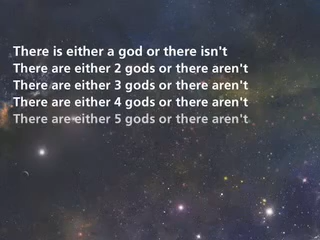 There is either a god or there isn't
There are either 2 gods or there aren't
There are either 3 gods or there aren't
There are either 4 gods or there aren't
There are either 5 gods or there aren't